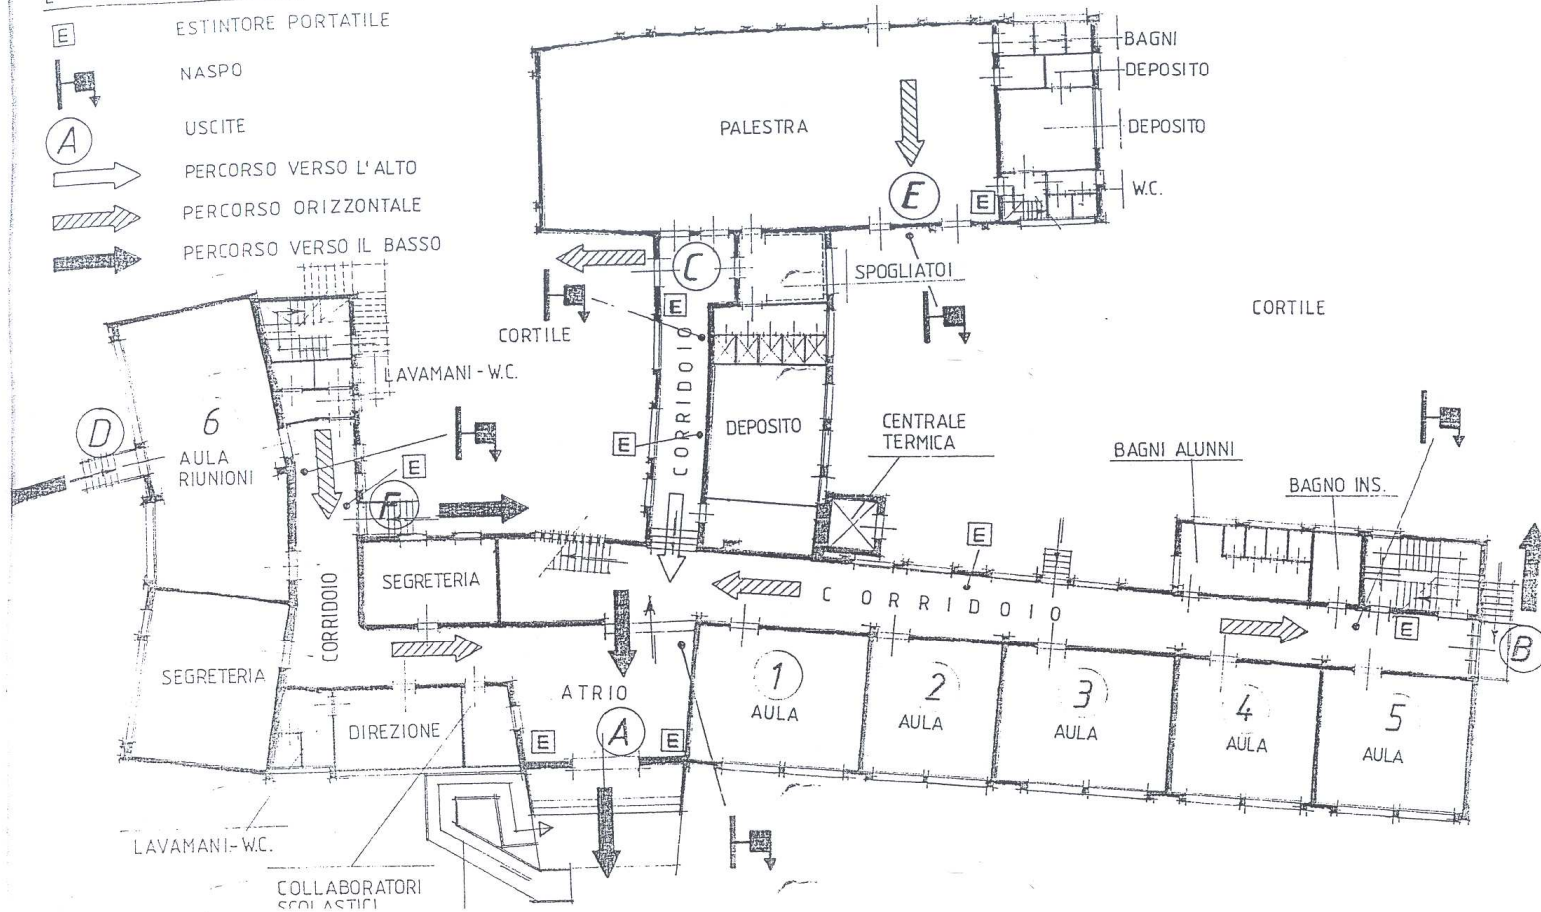 E ESTINTORE PORTATILE
NASPO
A USCITE
PERCORSO VERSO L'ALTO
PERCORSO ORIZZONTALE
PERCORSO VERSO IL BASSO
BAGNI
DEPOSITO
PALESTRA
DEPOSITO
W.C.
E
E
C
SPOGLIATOI
E
CORTILE
CORTILE
CORRIDOIO
LAVAMANI - W.C.
6
AULA
RIUNIONI
D
E
E
F
DEPOSITO
CENTRALE
TERMICA
BAGNI ALUNNI
BAGNO INS.
E
SEGRETERIA
CORRIDOIO
A
CORRIDOIO
E
B
SEGRETERIA
ATRIO
DIREZIONE
E
A
E
1
AULA
2
AULA
3
AULA
4
AULA
5
AULA
LAVAMANI-W.C.
COLLABORATORI
SCOLASTICI